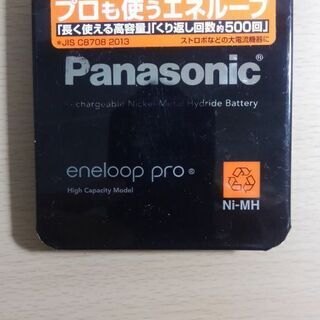 プロも使うエネループ
「長く使える高容量」「くり返し回数*約500回」
*JIS C8708 2013 ストロボなどの大電流機器に
Panasonic®
Rechargeable Nickel-Metal Hydride Battery
eneloop pro®
High Capacity Model
Ni-MH